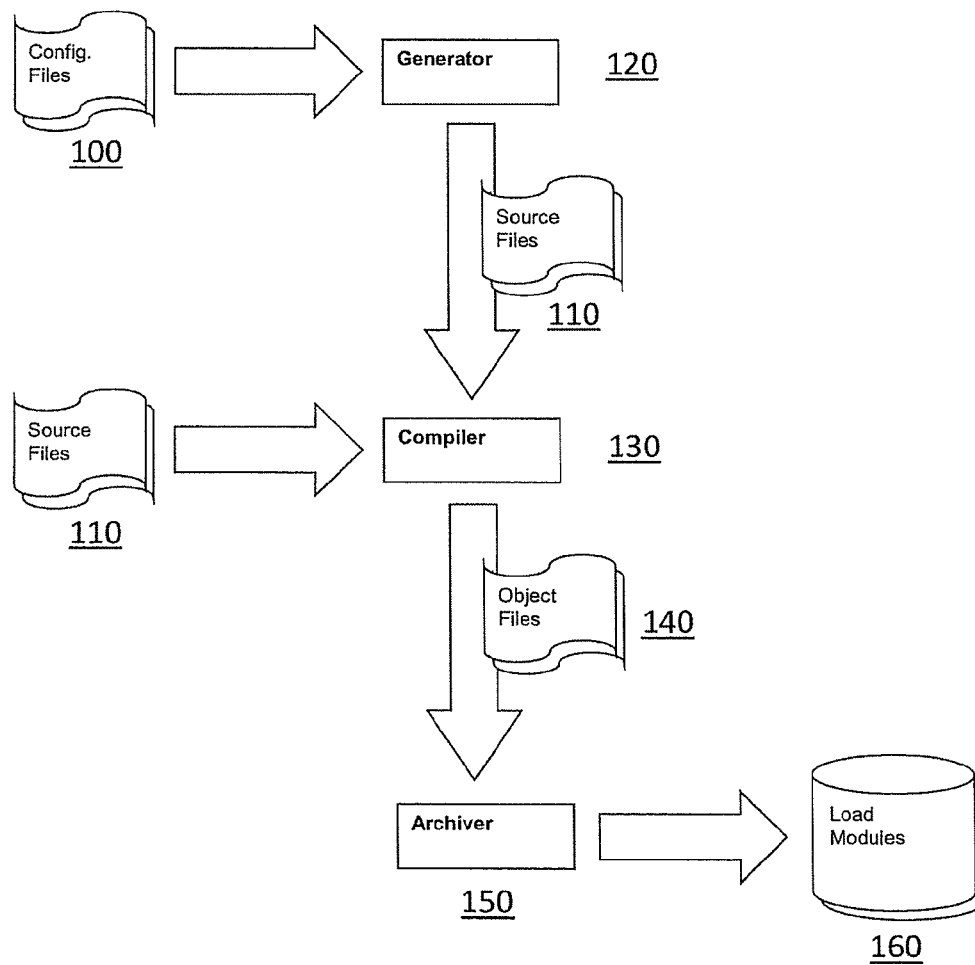 Config.
Files
100
Generator
120
Source
Files
110
Source
Files
110
Compiler
130
Object
Files
140
Archiver
150
Load
Modules
160